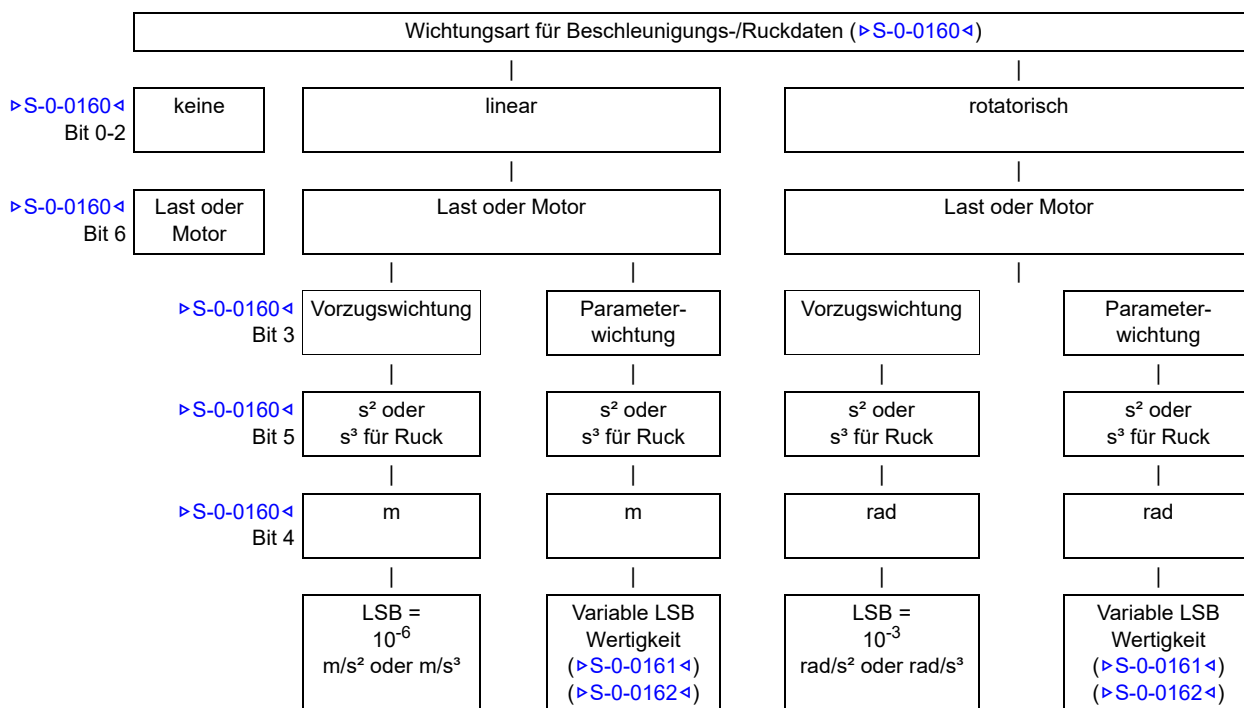 Wichtungsart für Beschleunigungs-/Ruckdaten (▹S-0-0160◃)
▹S-0-0160◃
Bit 0-2
keine
linear
rotatorisch
▹S-0-0160◃
Bit 6
Last oder
Motor
Last oder Motor
Last oder Motor
▹S-0-0160◃
Bit 3
Vorzugswichtung
Parameter-
wichtung
Vorzugswichtung
Parameter-
wichtung
▹S-0-0160◃
Bit 5
s² oder
s³ für Ruck
s² oder
s³ für Ruck
s² oder
s³ für Ruck
s² oder
s³ für Ruck
▹S-0-0160◃
Bit 4
m
m
rad
rad
LSB =
10⁻⁶
m/s² oder m/s³
Variable LSB
Wertigkeit
(▹S-0-0161◃)
(▹S-0-0162◃)
LSB =
10⁻³
rad/s² oder rad/s³
Variable LSB
Wertigkeit
(▹S-0-0161◃)
(▹S-0-0162◃)